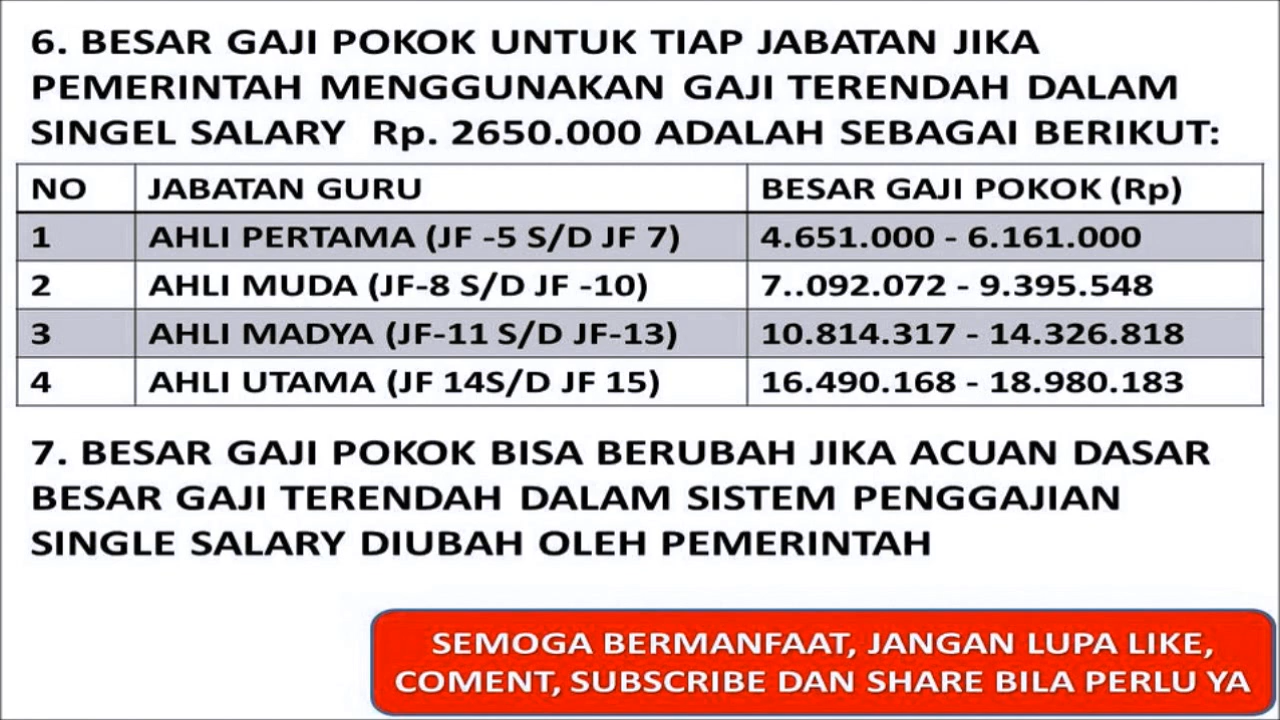 6. BESAR GAJI POKOK UNTUK TIAP JABATAN JIKA
PEMERINTAH MENGGUNAKAN GAJI TERENDAH DALAM
SINGEL SALARY Rp. 2650.000 ADALAH SEBAGAI BERIKUT:
NO JABATAN GURU BESAR GAJI POKOK (Rp)
1 AHLI PERTAMA (JF -5 S/D JF 7) 4.651.000 - 6.161.000
2 AHLI MUDA (JF-8 S/D JF -10) 7..092.072 - 9.395.548
3 AHLI MADYA (JF-11 S/D JF-13) 10.814.317 - 14.326.818
4 AHLI UTAMA (JF 14S/D JF 15) 16.490.168 - 18.980.183
7. BESAR GAJI POKOK BISA BERUBAH JIKA ACUAN DASAR
BESAR GAJI TERENDAH DALAM SISTEM PENGGAJIAN
SINGLE SALARY DIUBAH OLEH PEMERINTAH
SEMOGA BERMANFAAT, JANGAN LUPA LIKE,
COMENT, SUBSCRIBE DAN SHARE BILA PERLU YA